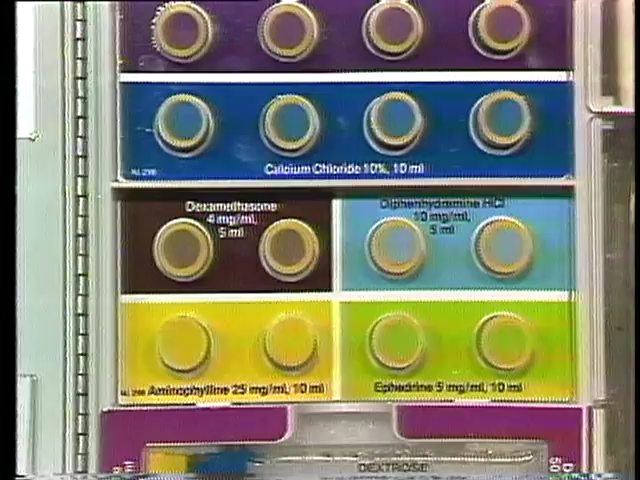 Calcium Chloride 10%, 10 ml
Dexamethasone
4 mg/ml,
5 ml
Diphenhydramine HCl
10 mg/ml,
5 ml
Aminophylline 25 mg/ml, 10 ml
Ephedrine 5 mg/ml, 10 ml
DEXTROSE
50